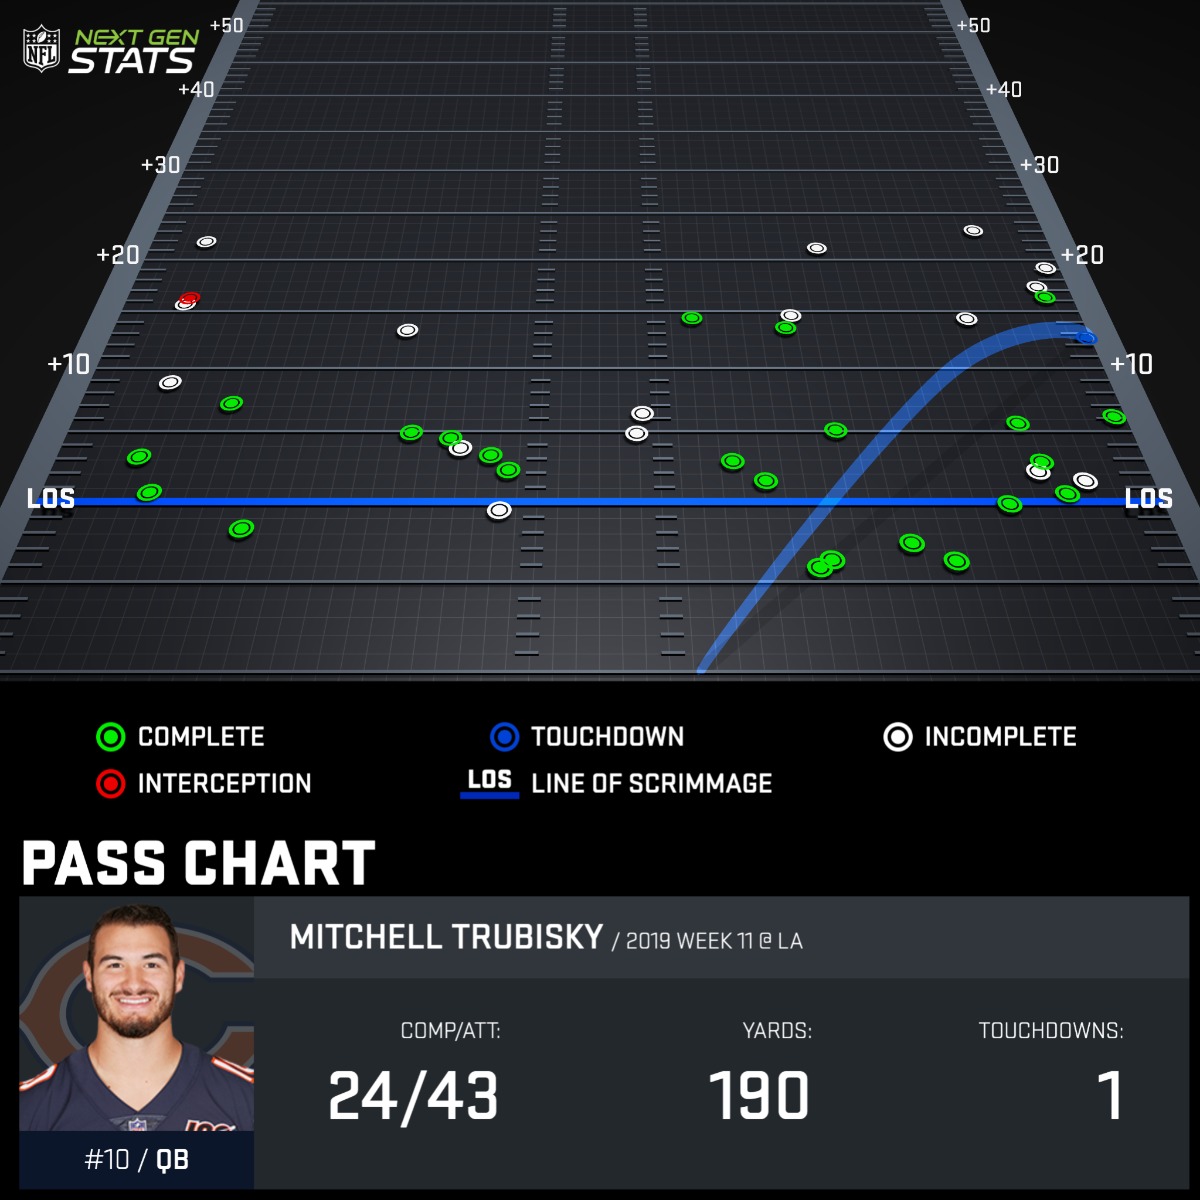 NFL NEXT GEN STATS
+50 +50
+40 +40
+30 +30
+20 +20
+10 +10
LOS LOS
COMPLETE TOUCHDOWN INCOMPLETE
INTERCEPTION LOS LINE OF SCRIMMAGE
PASS CHART
MITCHELL TRUBISKY / 2019 WEEK 11 @ LA
COMP/ATT: YARDS: TOUCHDOWNS:
24/43 190 1
#10 / QB